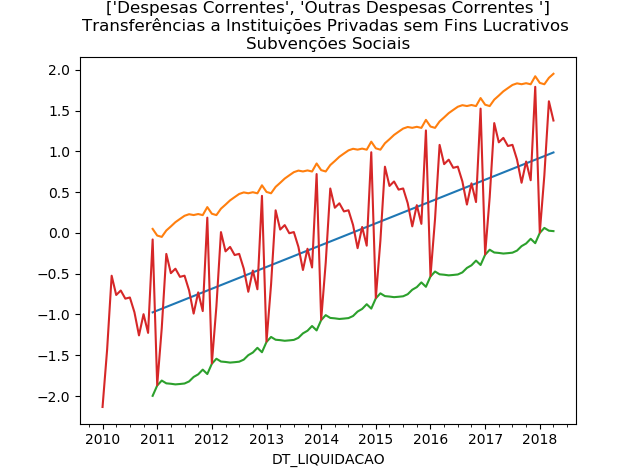 ['Despesas Correntes', 'Outras Despesas Correntes ']
Transferências a Instituições Privadas sem Fins Lucrativos
Subvenções Sociais
2.0
1.5
1.0
0.5
0.0
−0.5
−1.0
−1.5
−2.0
2010 2011 2012 2013 2014 2015 2016 2017 2018
DT_LIQUIDACAO